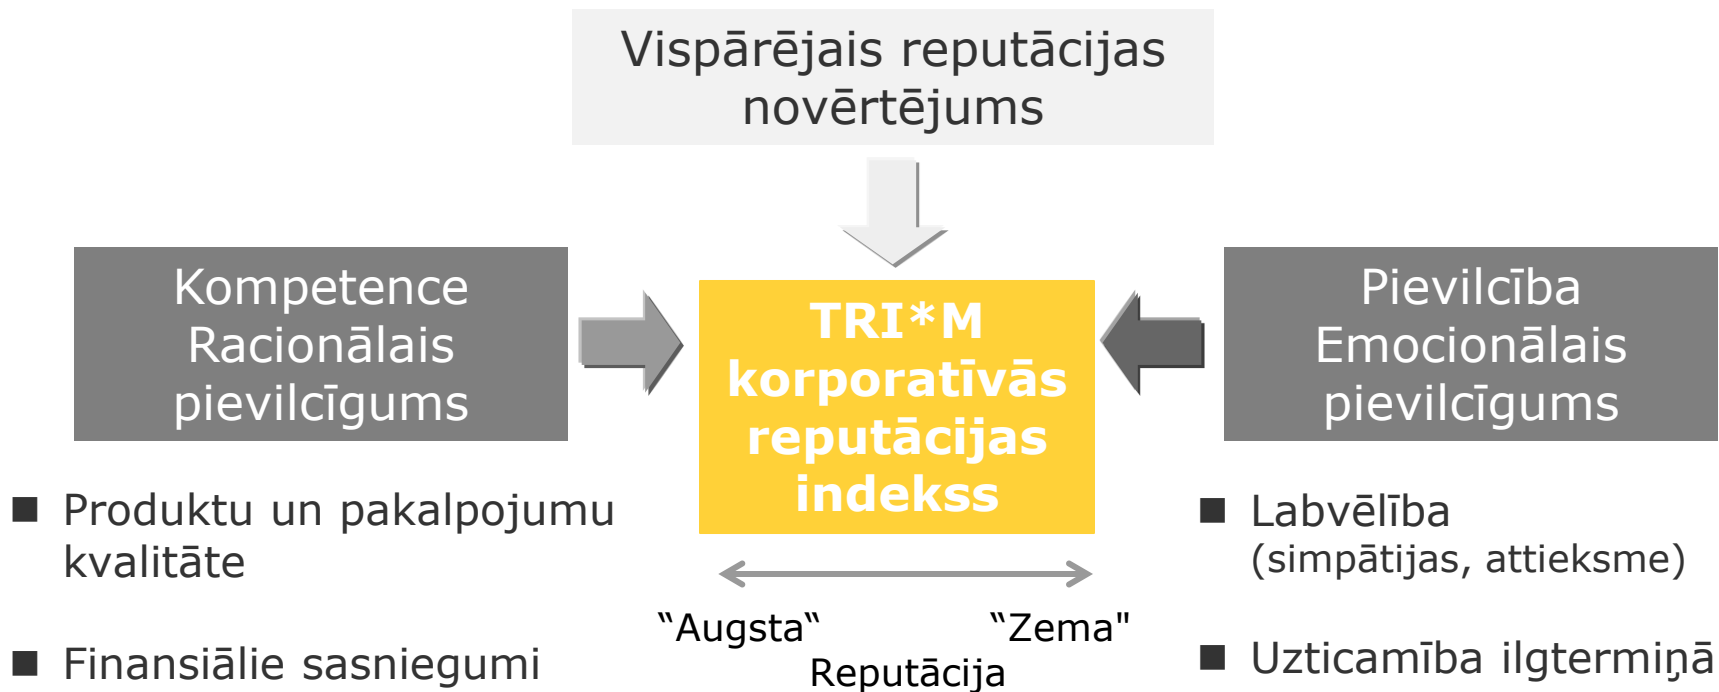 Vispārējais reputācijas
novērtējums
Kompetence
Racionālais
pievilcīgums
TRI*M
korporatīvās
reputācijas
indekss
Pievilcība
Emocionālais
pievilcīgums
■ Produktu un pakalpojumu
kvalitāte
■ Finansiālie sasniegumi
“Augsta“ “Zema"
Reputācija
■ Labvēlība
(simpātijas, attieksme)
■ Uzticamība ilgtermiņā